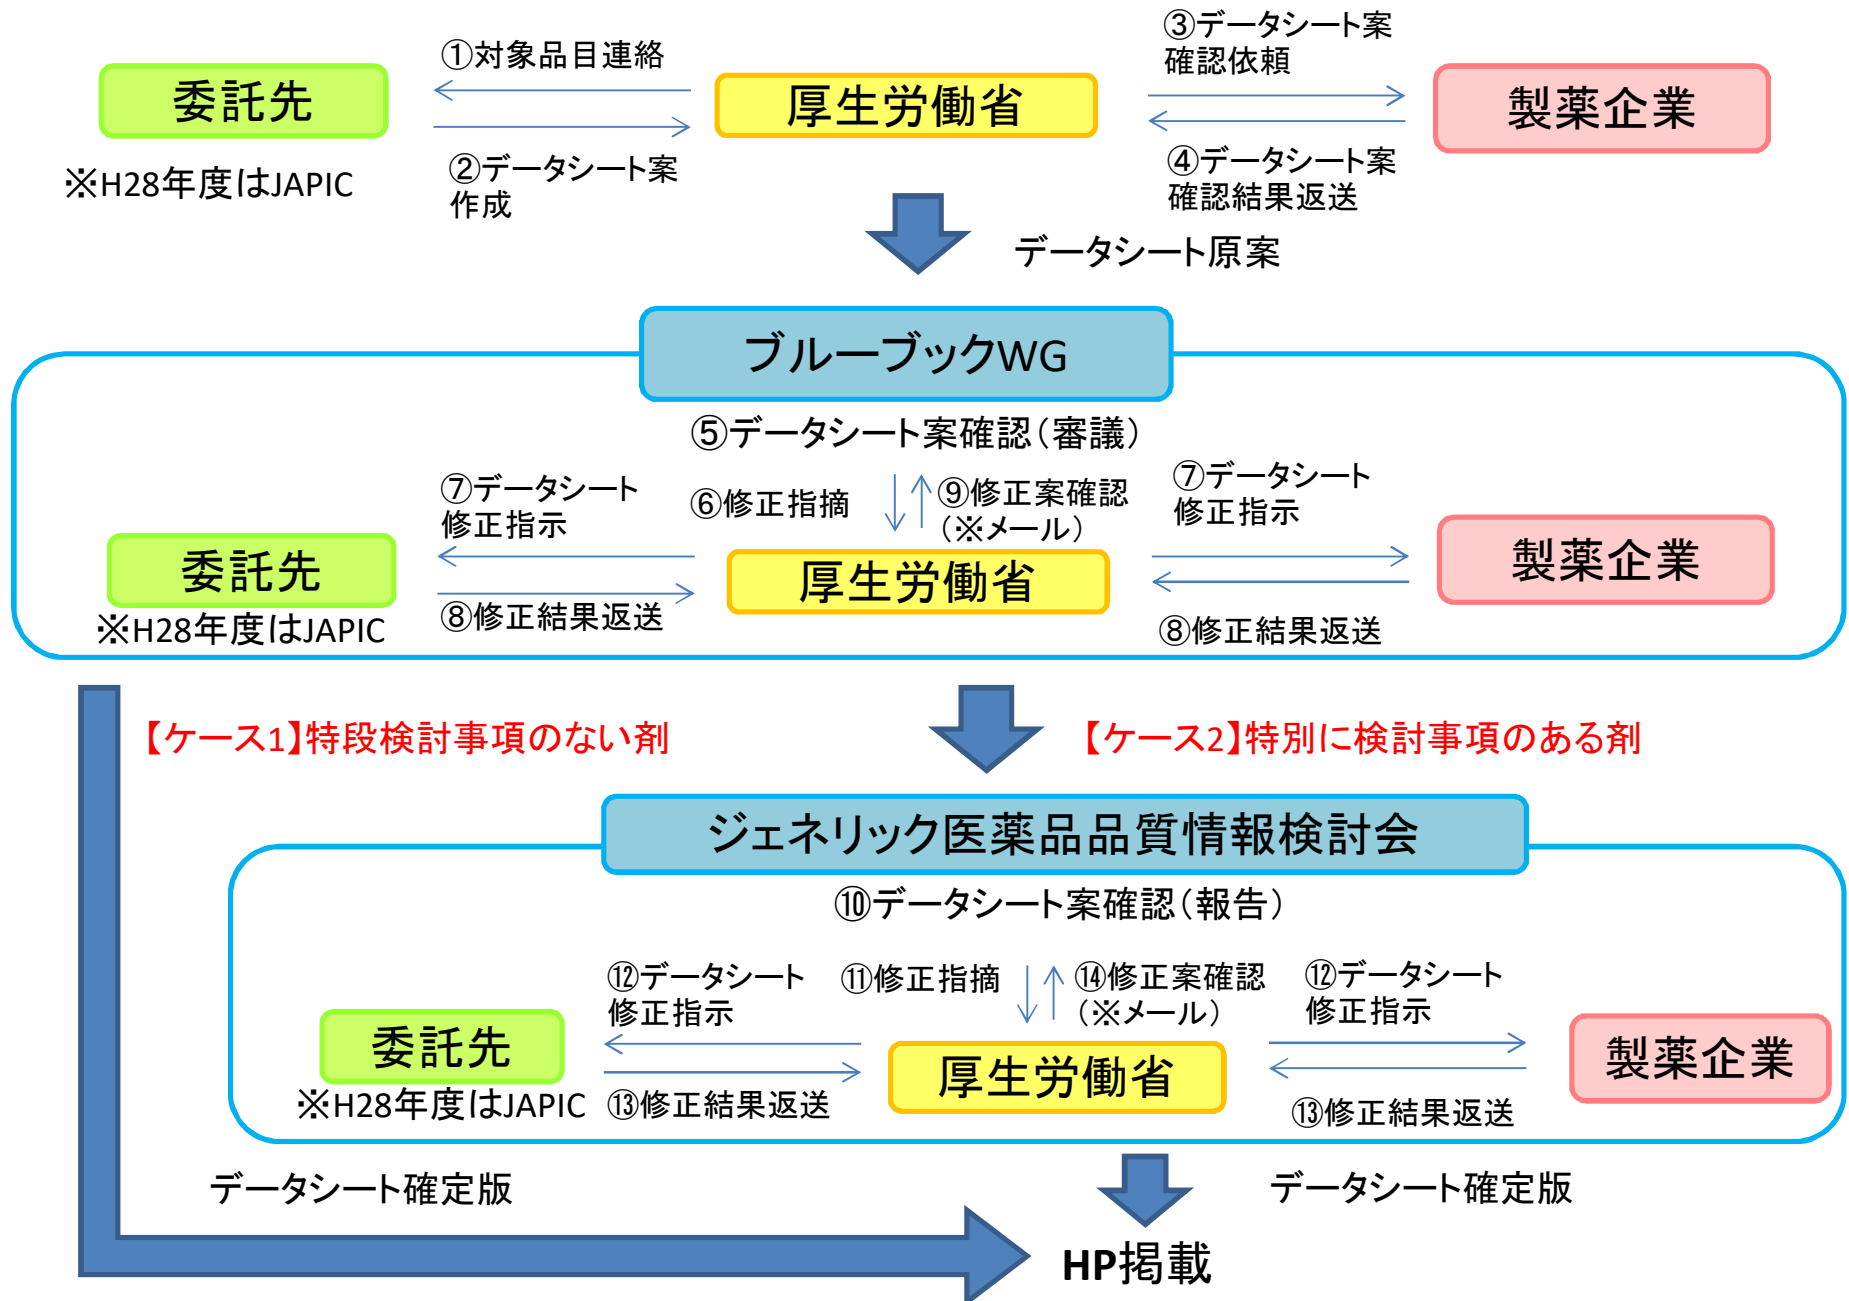 ①対象品目連絡
③データシート案
確認依頼
委託先
厚生労働省
製薬企業
※H28年度はJAPIC
②データシート案
作成
④データシート案
確認結果返送
データシート原案
ブルーブックWG
⑤データシート案確認(審議)
⑦データシート
修正指示
⑥修正指摘
⑨修正案確認
(※メール)
⑦データシート
修正指示
委託先
厚生労働省
製薬企業
※H28年度はJAPIC
⑧修正結果返送
⑧修正結果返送
【ケース1】特段検討事項のない剤
【ケース2】特別に検討事項のある剤
ジェネリック医薬品品質情報検討会
⑩データシート案確認(報告)
⑫データシート
修正指示
⑪修正指摘
⑭修正案確認
(※メール)
⑫データシート
修正指示
委託先
厚生労働省
製薬企業
※H28年度はJAPIC
⑬修正結果返送
⑬修正結果返送
データシート確定版
データシート確定版
HP掲載